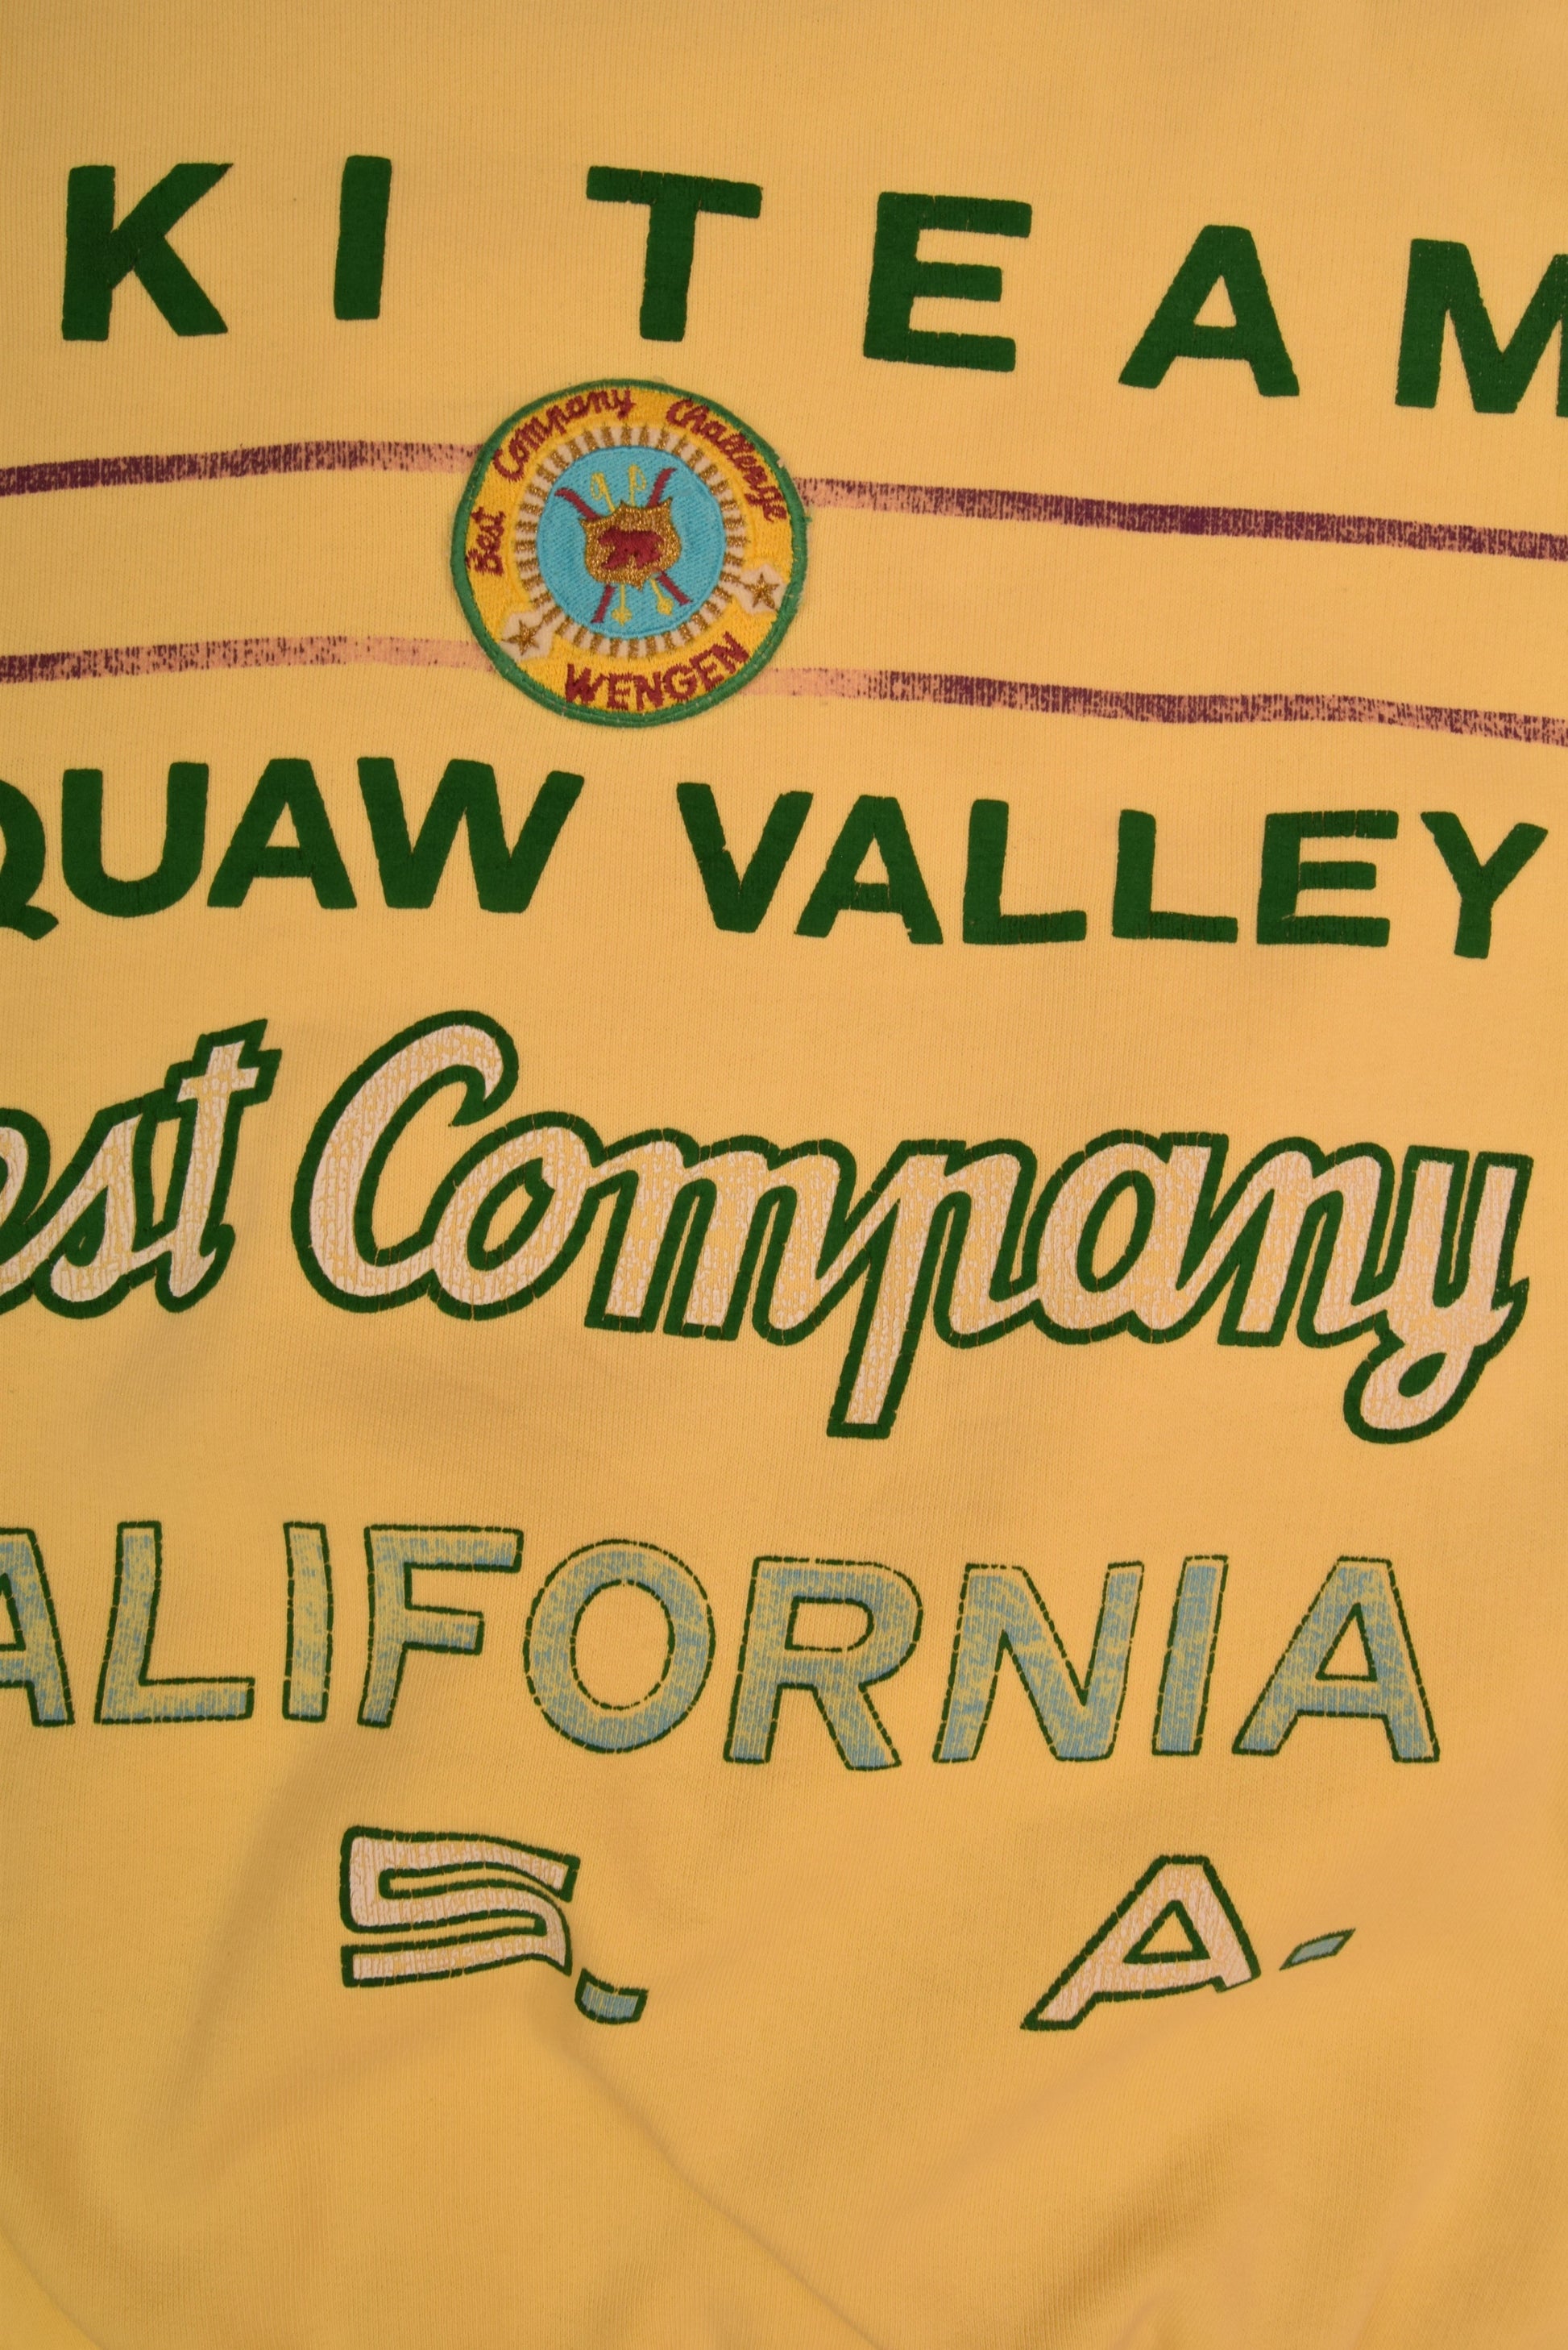 KI TEAM
Best Company Challenge
WENGEN
QUAW VALLEY
est Company
ALIFORNIA
S. A.